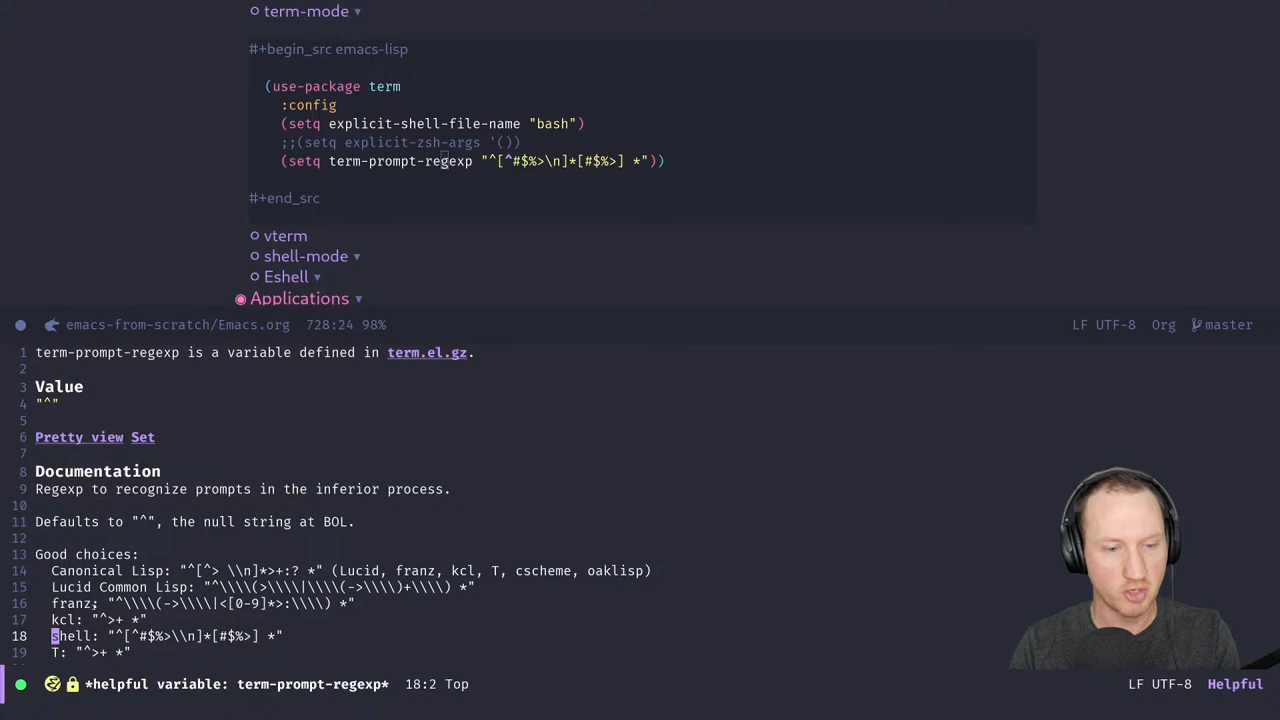 term-mode ▾
#+begin_src emacs-lisp
(use-package term
:config
(setq explicit-shell-file-name "bash")
;;(setq explicit-zsh-args '())
(setq term-prompt-regexp "^[^#$%>\n]*[#$%>] *"))
#+end_src
vterm
shell-mode ▾
Eshell ▾
Applications ▾
emacs-from-scratch/Emacs.org 728:24 98% LF UTF-8 Org master
1 term-prompt-regexp is a variable defined in term.el.gz.
2
3 Value
4 "^"
5
6 Pretty view Set
7
8 Documentation
9 Regexp to recognize prompts in the inferior process.
10
11 Defaults to "^", the null string at BOL.
12
13 Good choices:
14 Canonical Lisp: "^[^> \\n]*>+:? *" (Lucid, franz, kcl, T, cscheme, oaklisp)
15 Lucid Common Lisp: "^\\\\(>\\\\|\\\\(->\\\\)+\\\\) *"
16 franz: "^\\\\(->\\\\|<[0-9]*>:\\\\) *"
17 kcl: "^>+ *"
18 shell: "^[^#$%>\\n]*[#$%>] *"
19 T: "^>+ *"
*helpful variable: term-prompt-regexp* 18:2 Top LF UTF-8 Helpful